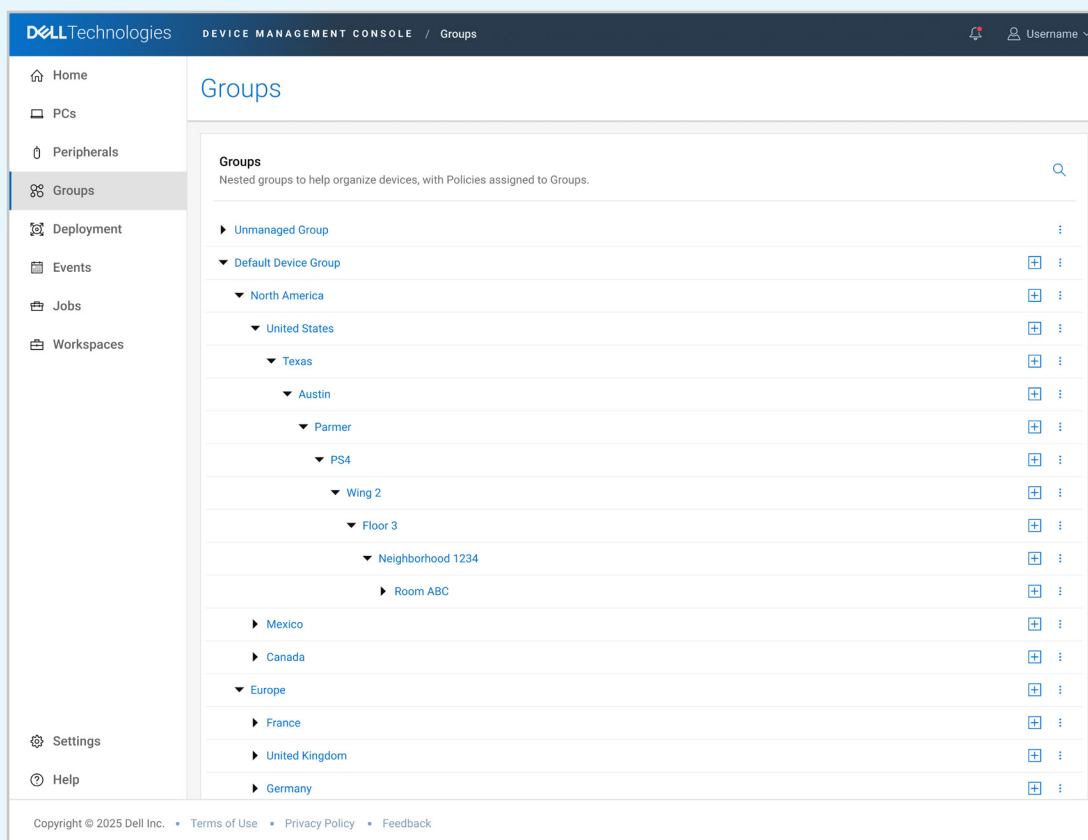 DELLTechnologies DEVICE MANAGEMENT CONSOLE / Groups Username
Home
PCs
Peripherals
Groups
Deployment
Events
Jobs
Workspaces
Settings
Help
Groups
Groups
Nested groups to help organize devices, with Policies assigned to Groups.
Unmanaged Group
Default Device Group
North America
United States
Texas
Austin
Parmer
PS4
Wing 2
Floor 3
Neighborhood 1234
Room ABC
Mexico
Canada
Europe
France
United Kingdom
Germany
Copyright © 2025 Dell Inc. • Terms of Use • Privacy Policy • Feedback